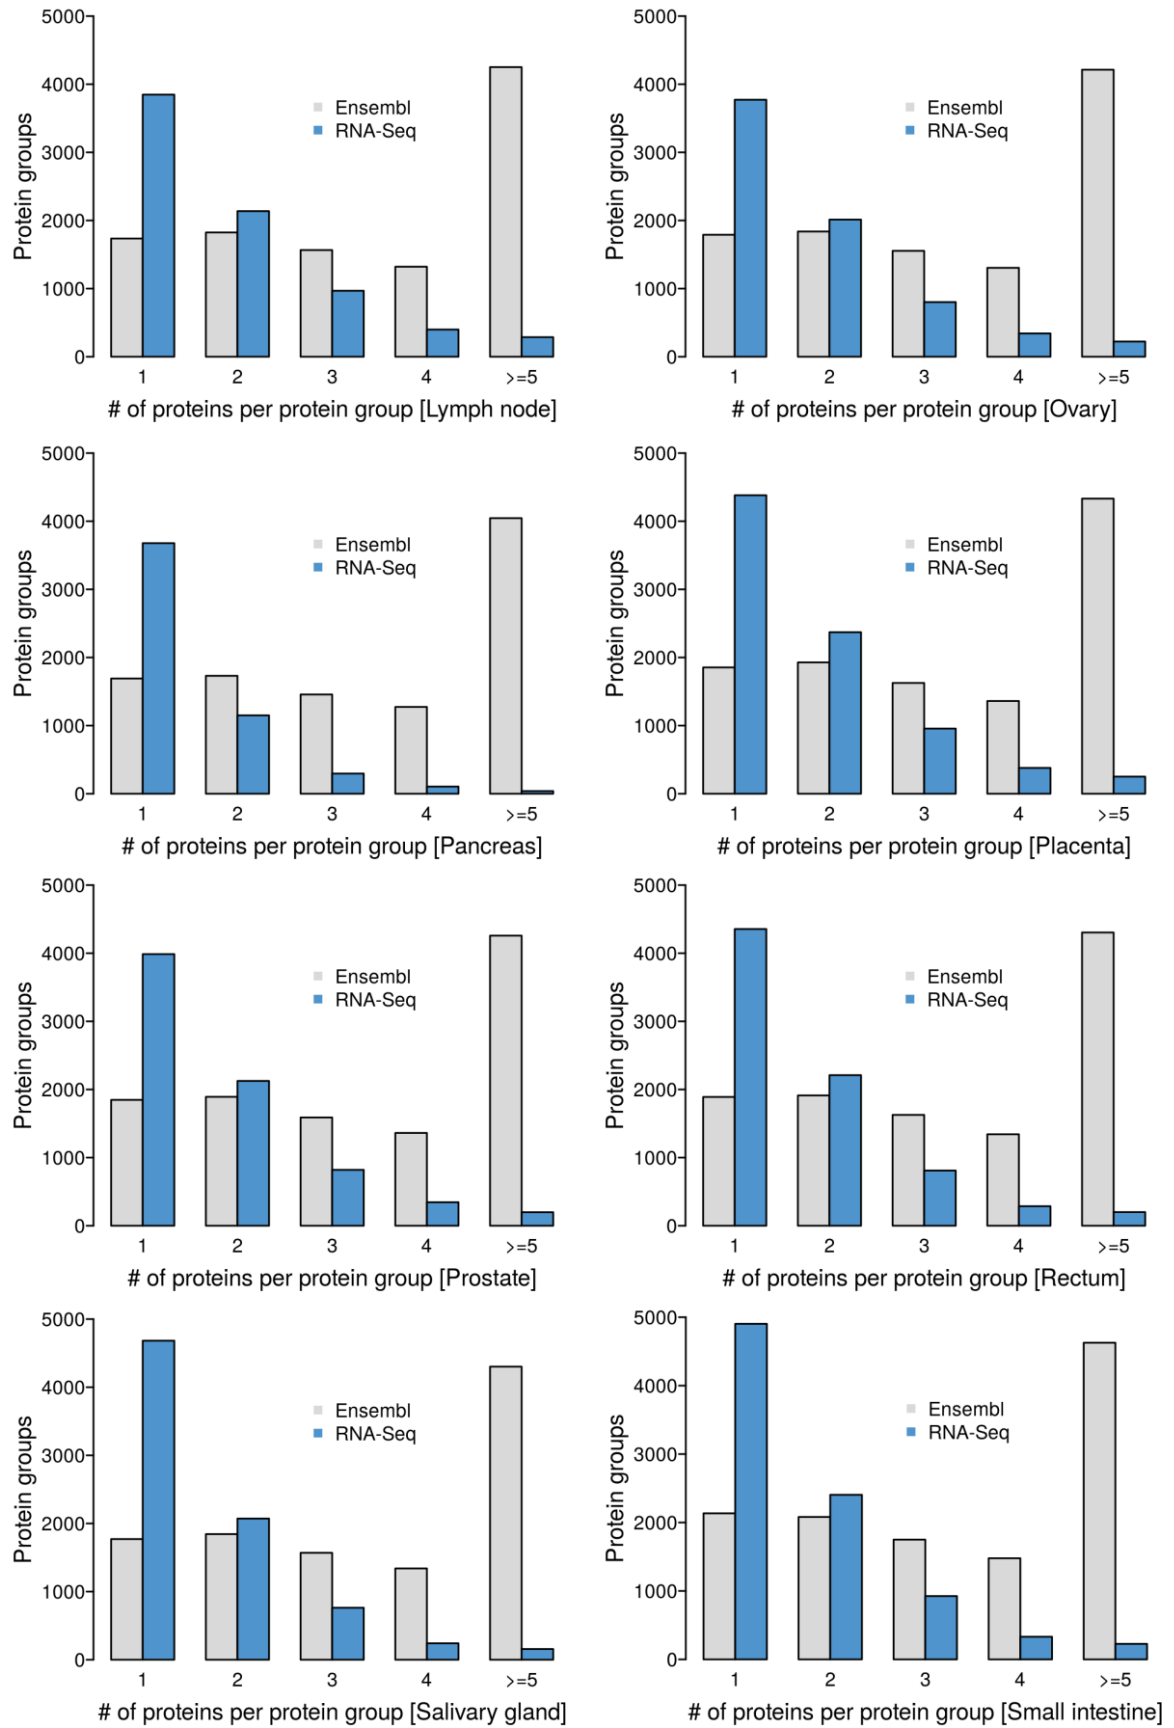 5000
4000
3000
2000
1000
0
Protein groups
Ensembl
RNA-Seq
1 2 3 4 >=5
# of proteins per protein group [Lymph node]
5000
4000
3000
2000
1000
0
Protein groups
Ensembl
RNA-Seq
1 2 3 4 >=5
# of proteins per protein group [Ovary]
5000
4000
3000
2000
1000
0
Protein groups
Ensembl
RNA-Seq
1 2 3 4 >=5
# of proteins per protein group [Pancreas]
5000
4000
3000
2000
1000
0
Protein groups
Ensembl
RNA-Seq
1 2 3 4 >=5
# of proteins per protein group [Placenta]
5000
4000
3000
2000
1000
0
Protein groups
Ensembl
RNA-Seq
1 2 3 4 >=5
# of proteins per protein group [Prostate]
5000
4000
3000
2000
1000
0
Protein groups
Ensembl
RNA-Seq
1 2 3 4 >=5
# of proteins per protein group [Rectum]
5000
4000
3000
2000
1000
0
Protein groups
Ensembl
RNA-Seq
1 2 3 4 >=5
# of proteins per protein group [Salivary gland]
5000
4000
3000
2000
1000
0
Protein groups
Ensembl
RNA-Seq
1 2 3 4 >=5
# of proteins per protein group [Small intestine]